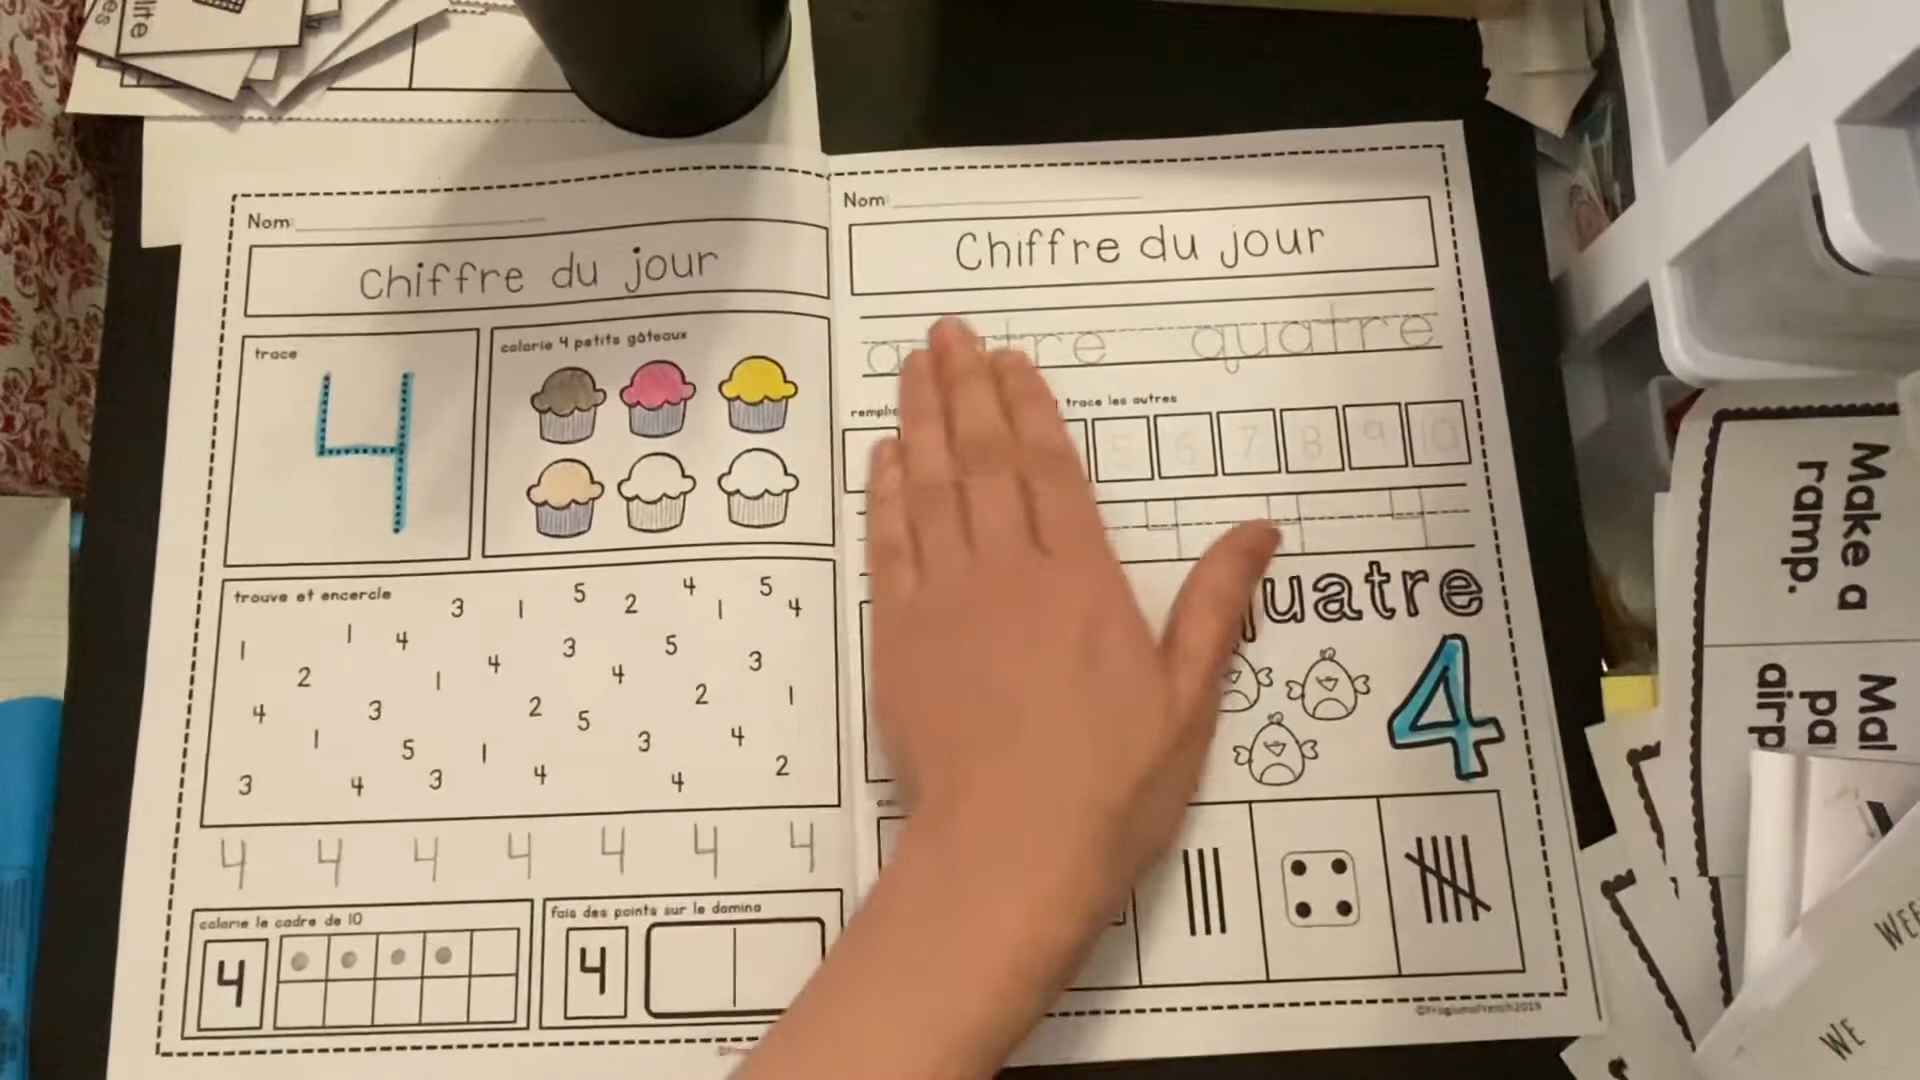 lite
es
Nom:
Chiffre du jour
trace
4
colorie 4 petits gâteaux
trouve et encercle
3 1 5 2 4 1 5 4
1 1 4 3 5 3
2 1 4 4 2 1
4 3 2 5 3 4
1 5 1 2
3 4 3 4 4
4 4 4 4 4 4 4
colorie le cadre de 10
4
fais des points sur le domino
4
Nom:
Chiffre du jour
quatre
trace les autres
5 6 7 8 9 10
uatre
4
©FroglumsFrench2019
Make a
ramp.
WE